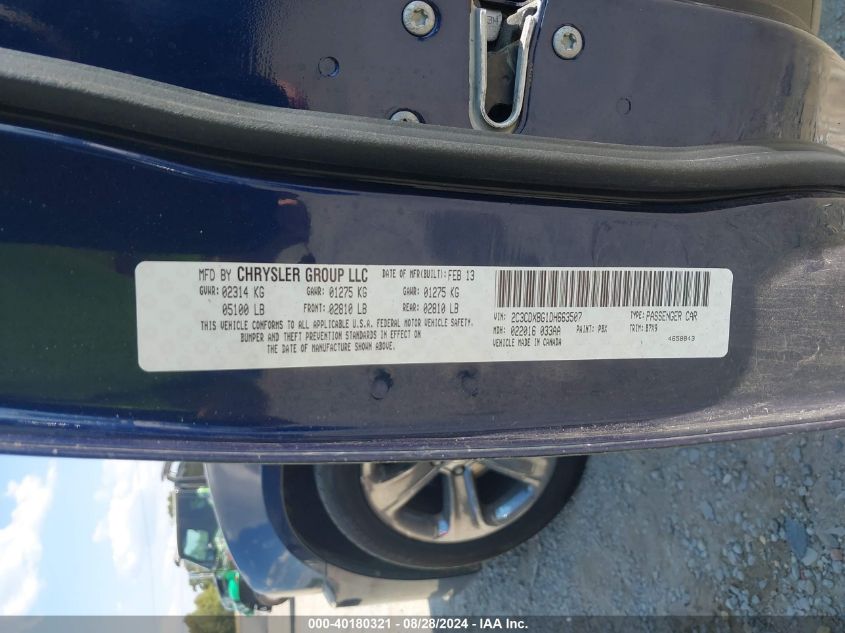 MFD BY CHRYSLER GROUP LLC DATE OF MFR(BUILT): FEB 13
GVWR: 02314 KG GAWR: 01275 KG GAWR: 01275 KG
05100 LB FRONT: 02810 LB REAR: 02810 LB
THIS VEHICLE CONFORMS TO ALL APPLICABLE U.S.A. FEDERAL MOTOR VEHICLE SAFETY,
BUMPER AND THEFT PREVENTION STANDARDS IN EFFECT ON
THE DATE OF MANUFACTURE SHOWN ABOVE.
VIN: 2C3CDXBG1DH663507 TYPE: PASSENGER CAR
MDH: 022016 033AA PAINT: PBX TRIM: B7X9
VEHICLE MADE IN CANADA 4658843
000-40180321 - 08/28/2024 - IAA Inc.